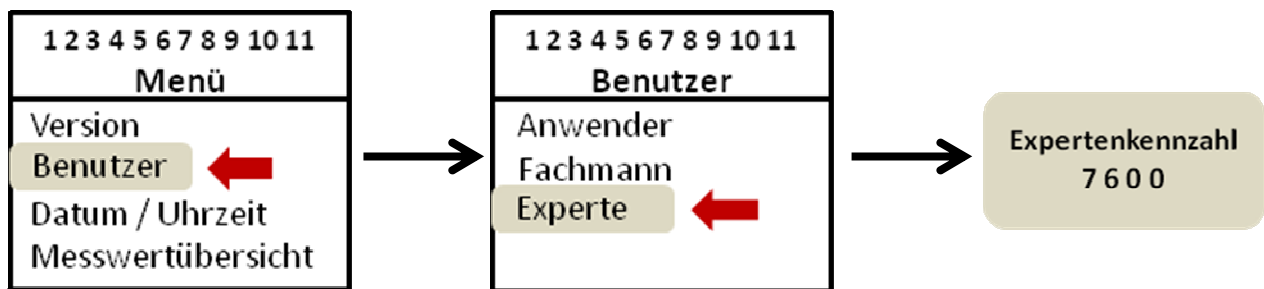 1 2 3 4 5 6 7 8 9 10 11
Menü
Version
Benutzer
Datum / Uhrzeit
Messwertübersicht
1 2 3 4 5 6 7 8 9 10 11
Benutzer
Anwender
Fachmann
Experte
Expertenkennzahl
7 6 0 0